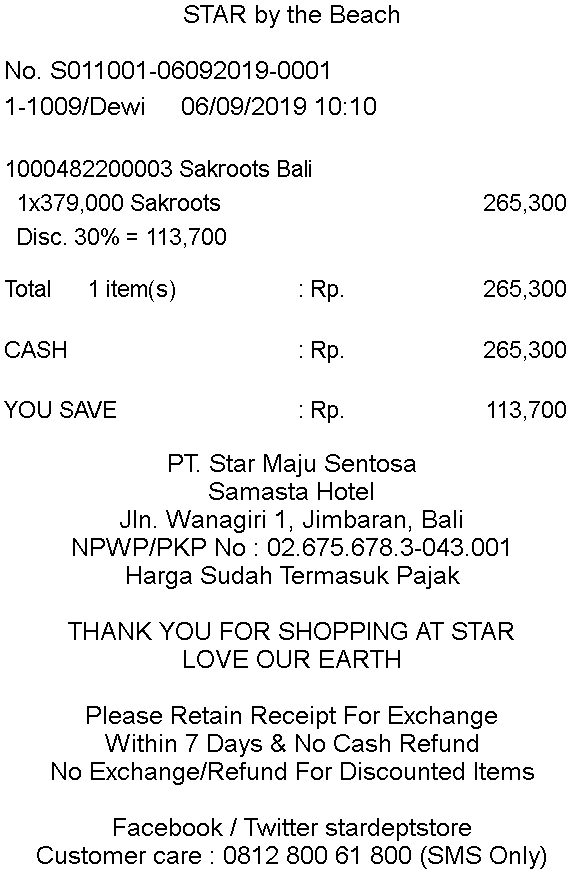 STAR by the Beach
No. S011001-06092019-0001
1-1009/Dewi 06/09/2019 10:10
1000482200003 Sakroots Bali
1x379,000 Sakroots 265,300
Disc. 30% = 113,700
Total 1 item(s) : Rp. 265,300
CASH : Rp. 265,300
YOU SAVE : Rp. 113,700
PT. Star Maju Sentosa
Samasta Hotel
Jln. Wanagiri 1, Jimbaran, Bali
NPWP/PKP No : 02.675.678.3-043.001
Harga Sudah Termasuk Pajak
THANK YOU FOR SHOPPING AT STAR
LOVE OUR EARTH
Please Retain Receipt For Exchange
Within 7 Days & No Cash Refund
No Exchange/Refund For Discounted Items
Facebook / Twitter stardeptstore
Customer care : 0812 800 61 800 (SMS Only)